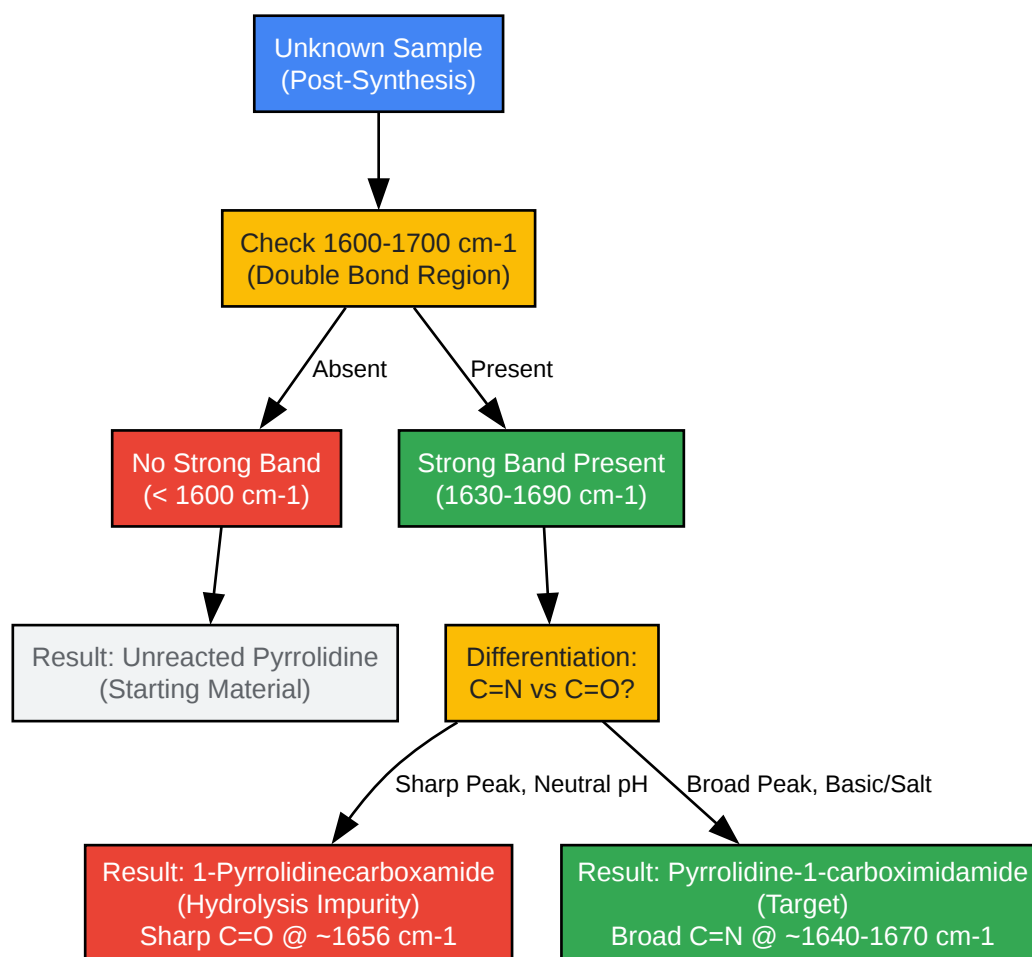 Unknown Sample
(Post-Synthesis)
Check 1600-1700 cm-1
(Double Bond Region)
Absent
Present
No Strong Band
(< 1600 cm-1)
Strong Band Present
(1630-1690 cm-1)
Result: Unreacted Pyrrolidine
(Starting Material)
Differentiation:
C=N vs C=O?
Sharp Peak, Neutral pH
Broad Peak, Basic/Salt
Result: 1-Pyrrolidinecarboxamide
(Hydrolysis Impurity)
Sharp C=O @ ~1656 cm-1
Result: Pyrrolidine-1-carboximidamide
(Target)
Broad C=N @ ~1640-1670 cm-1